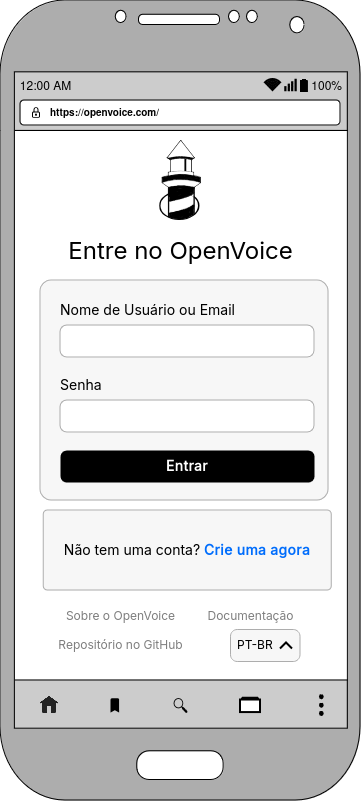 12:00 AM 100%
https://openvoice.com/
Entre no OpenVoice
Nome de Usuário ou Email
Senha
Entrar
Não tem uma conta? Crie uma agora
Sobre o OpenVoice Documentação
Repositório no GitHub PT-BR